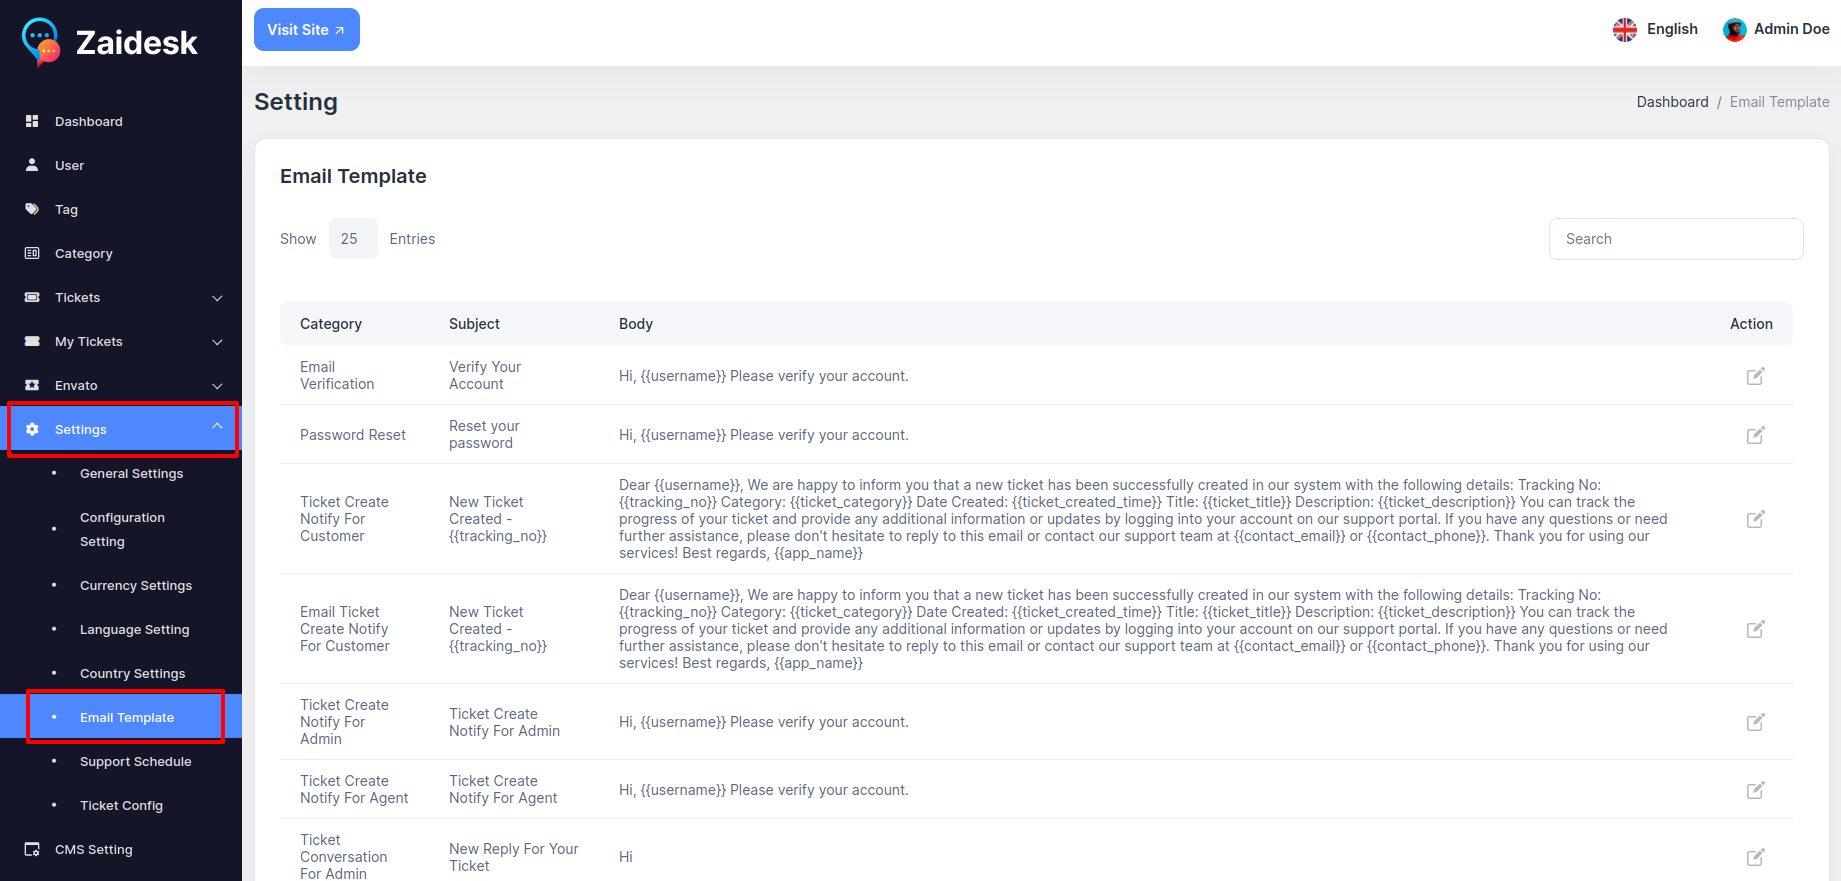 Zaidesk
Dashboard
User
Tag
Category
Tickets
My Tickets
Envato
Settings
General Settings
Configuration
Setting
Currency Settings
Language Setting
Country Settings
Email Template
Support Schedule
Ticket Config
CMS Setting
Visit Site
English
Admin Doe
Setting
Dashboard / Email Template
Email Template
Show 25 Entries
Search
Category Subject Body Action
Email
Verification
Verify Your
Account
Hi, {{username}} Please verify your account.
Password Reset
Reset your
password
Hi, {{username}} Please verify your account.
Ticket Create
Notify For
Customer
New Ticket
Created -
{{tracking_no}}
Dear {{username}}, We are happy to inform you that a new ticket has been successfully created in our system with the following details: Tracking No:
{{tracking_no}} Category: {{ticket_category}} Date Created: {{ticket_created_time}} Title: {{ticket_title}} Description: {{ticket_description}} You can track the
progress of your ticket and provide any additional information or updates by logging into your account on our support portal. If you have any questions or need
further assistance, please don't hesitate to reply to this email or contact our support team at {{contact_email}} or {{contact_phone}}. Thank you for using our
services! Best regards, {{app_name}}
Email Ticket
Create Notify
For Customer
New Ticket
Created -
{{tracking_no}}
Dear {{username}}, We are happy to inform you that a new ticket has been successfully created in our system with the following details: Tracking No:
{{tracking_no}} Category: {{ticket_category}} Date Created: {{ticket_created_time}} Title: {{ticket_title}} Description: {{ticket_description}} You can track the
progress of your ticket and provide any additional information or updates by logging into your account on our support portal. If you have any questions or need
further assistance, please don't hesitate to reply to this email or contact our support team at {{contact_email}} or {{contact_phone}}. Thank you for using our
services! Best regards, {{app_name}}
Ticket Create
Notify For
Admin
Ticket Create
Notify For Admin
Hi, {{username}} Please verify your account.
Ticket Create
Notify For Agent
Ticket Create
Notify For Agent
Hi, {{username}} Please verify your account.
Ticket
Conversation
For Admin
New Reply For Your
Ticket
Hi